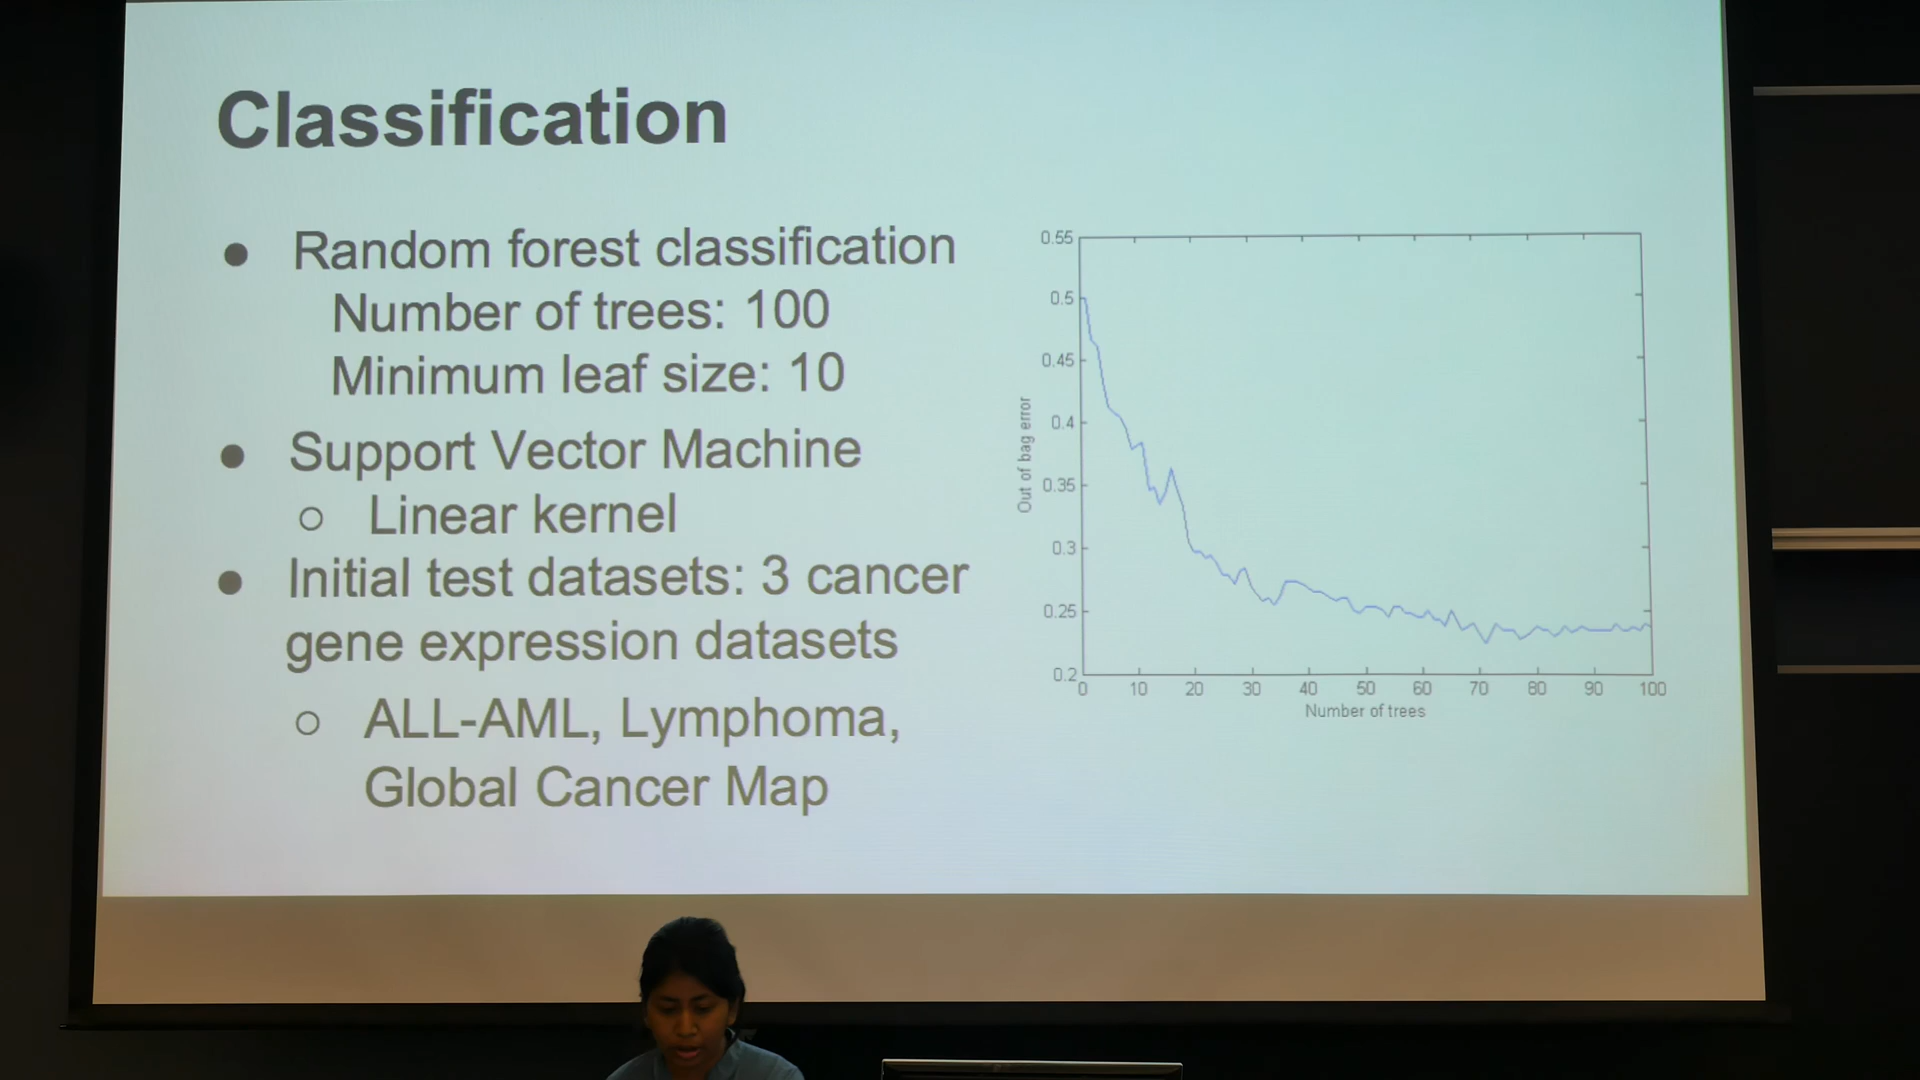 Classification
● Random forest classification
Number of trees: 100
Minimum leaf size: 10
● Support Vector Machine
○ Linear kernel
● Initial test datasets: 3 cancer
gene expression datasets
○ ALL-AML, Lymphoma,
Global Cancer Map
0.55
0.5
0.45
0.4
0.35
0.3
0.25
0.2
Out of bag error
0 10 20 30 40 50 60 70 80 90 100
Number of trees